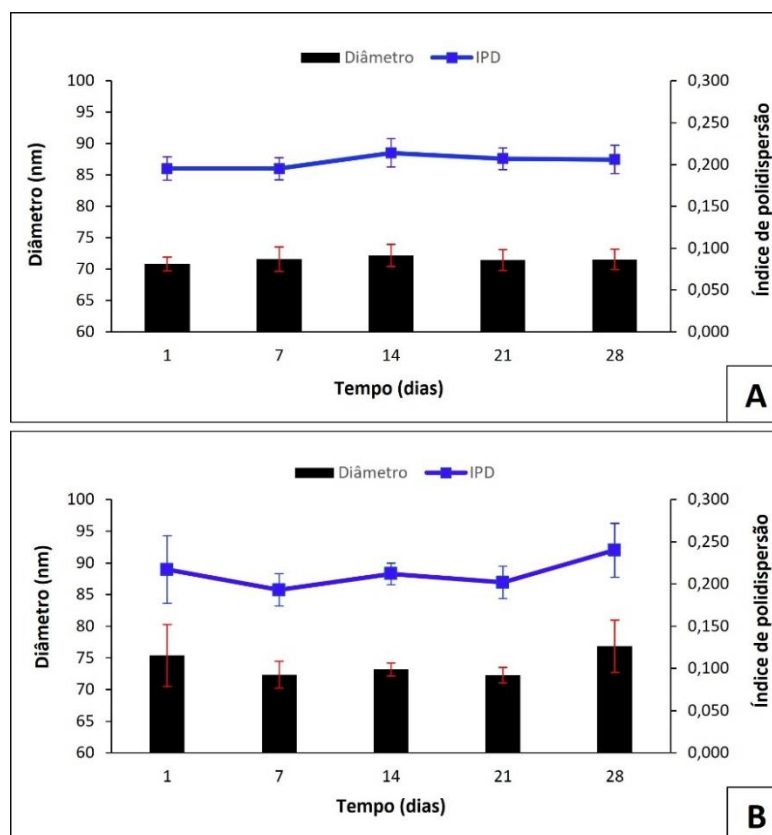 Diâmetro IPD
100 0,300
95
90 0,250
85 0,200
80
75 0,150
70 0,100
65 0,050
60 0,000
Diâmetro (nm)
Índice de polidispersão
1 7 14 21 28
Tempo (dias)
A
Diâmetro IPD
100 0,300
95
90 0,250
85 0,200
80
75 0,150
70 0,100
65 0,050
60 0,000
Diâmetro (nm)
Índice de polidispersão
1 7 14 21 28
Tempo (dias)
B